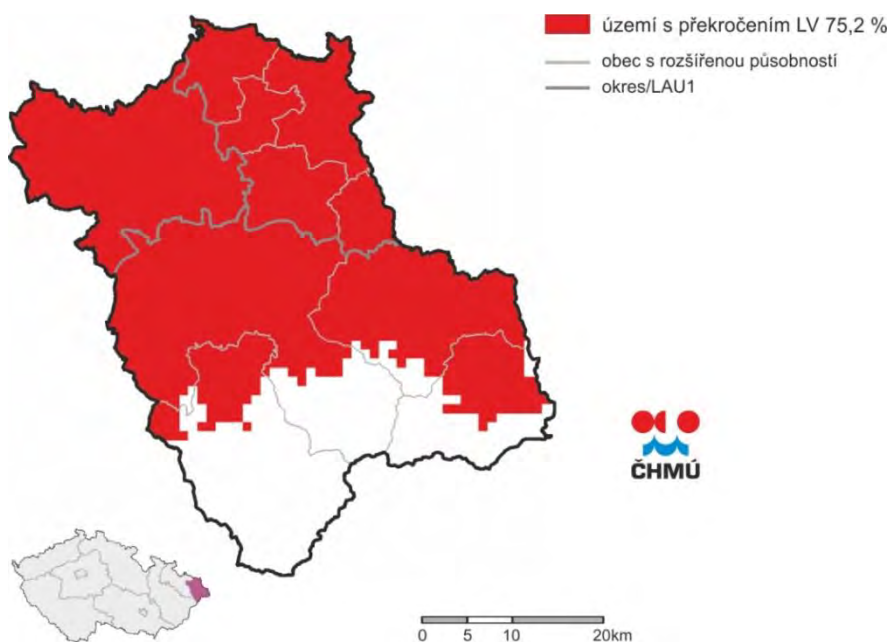 území s překročením LV 75,2 %
obec s rozšířenou působností
okres/LAU1
ČHMÚ
0 5 10 20km